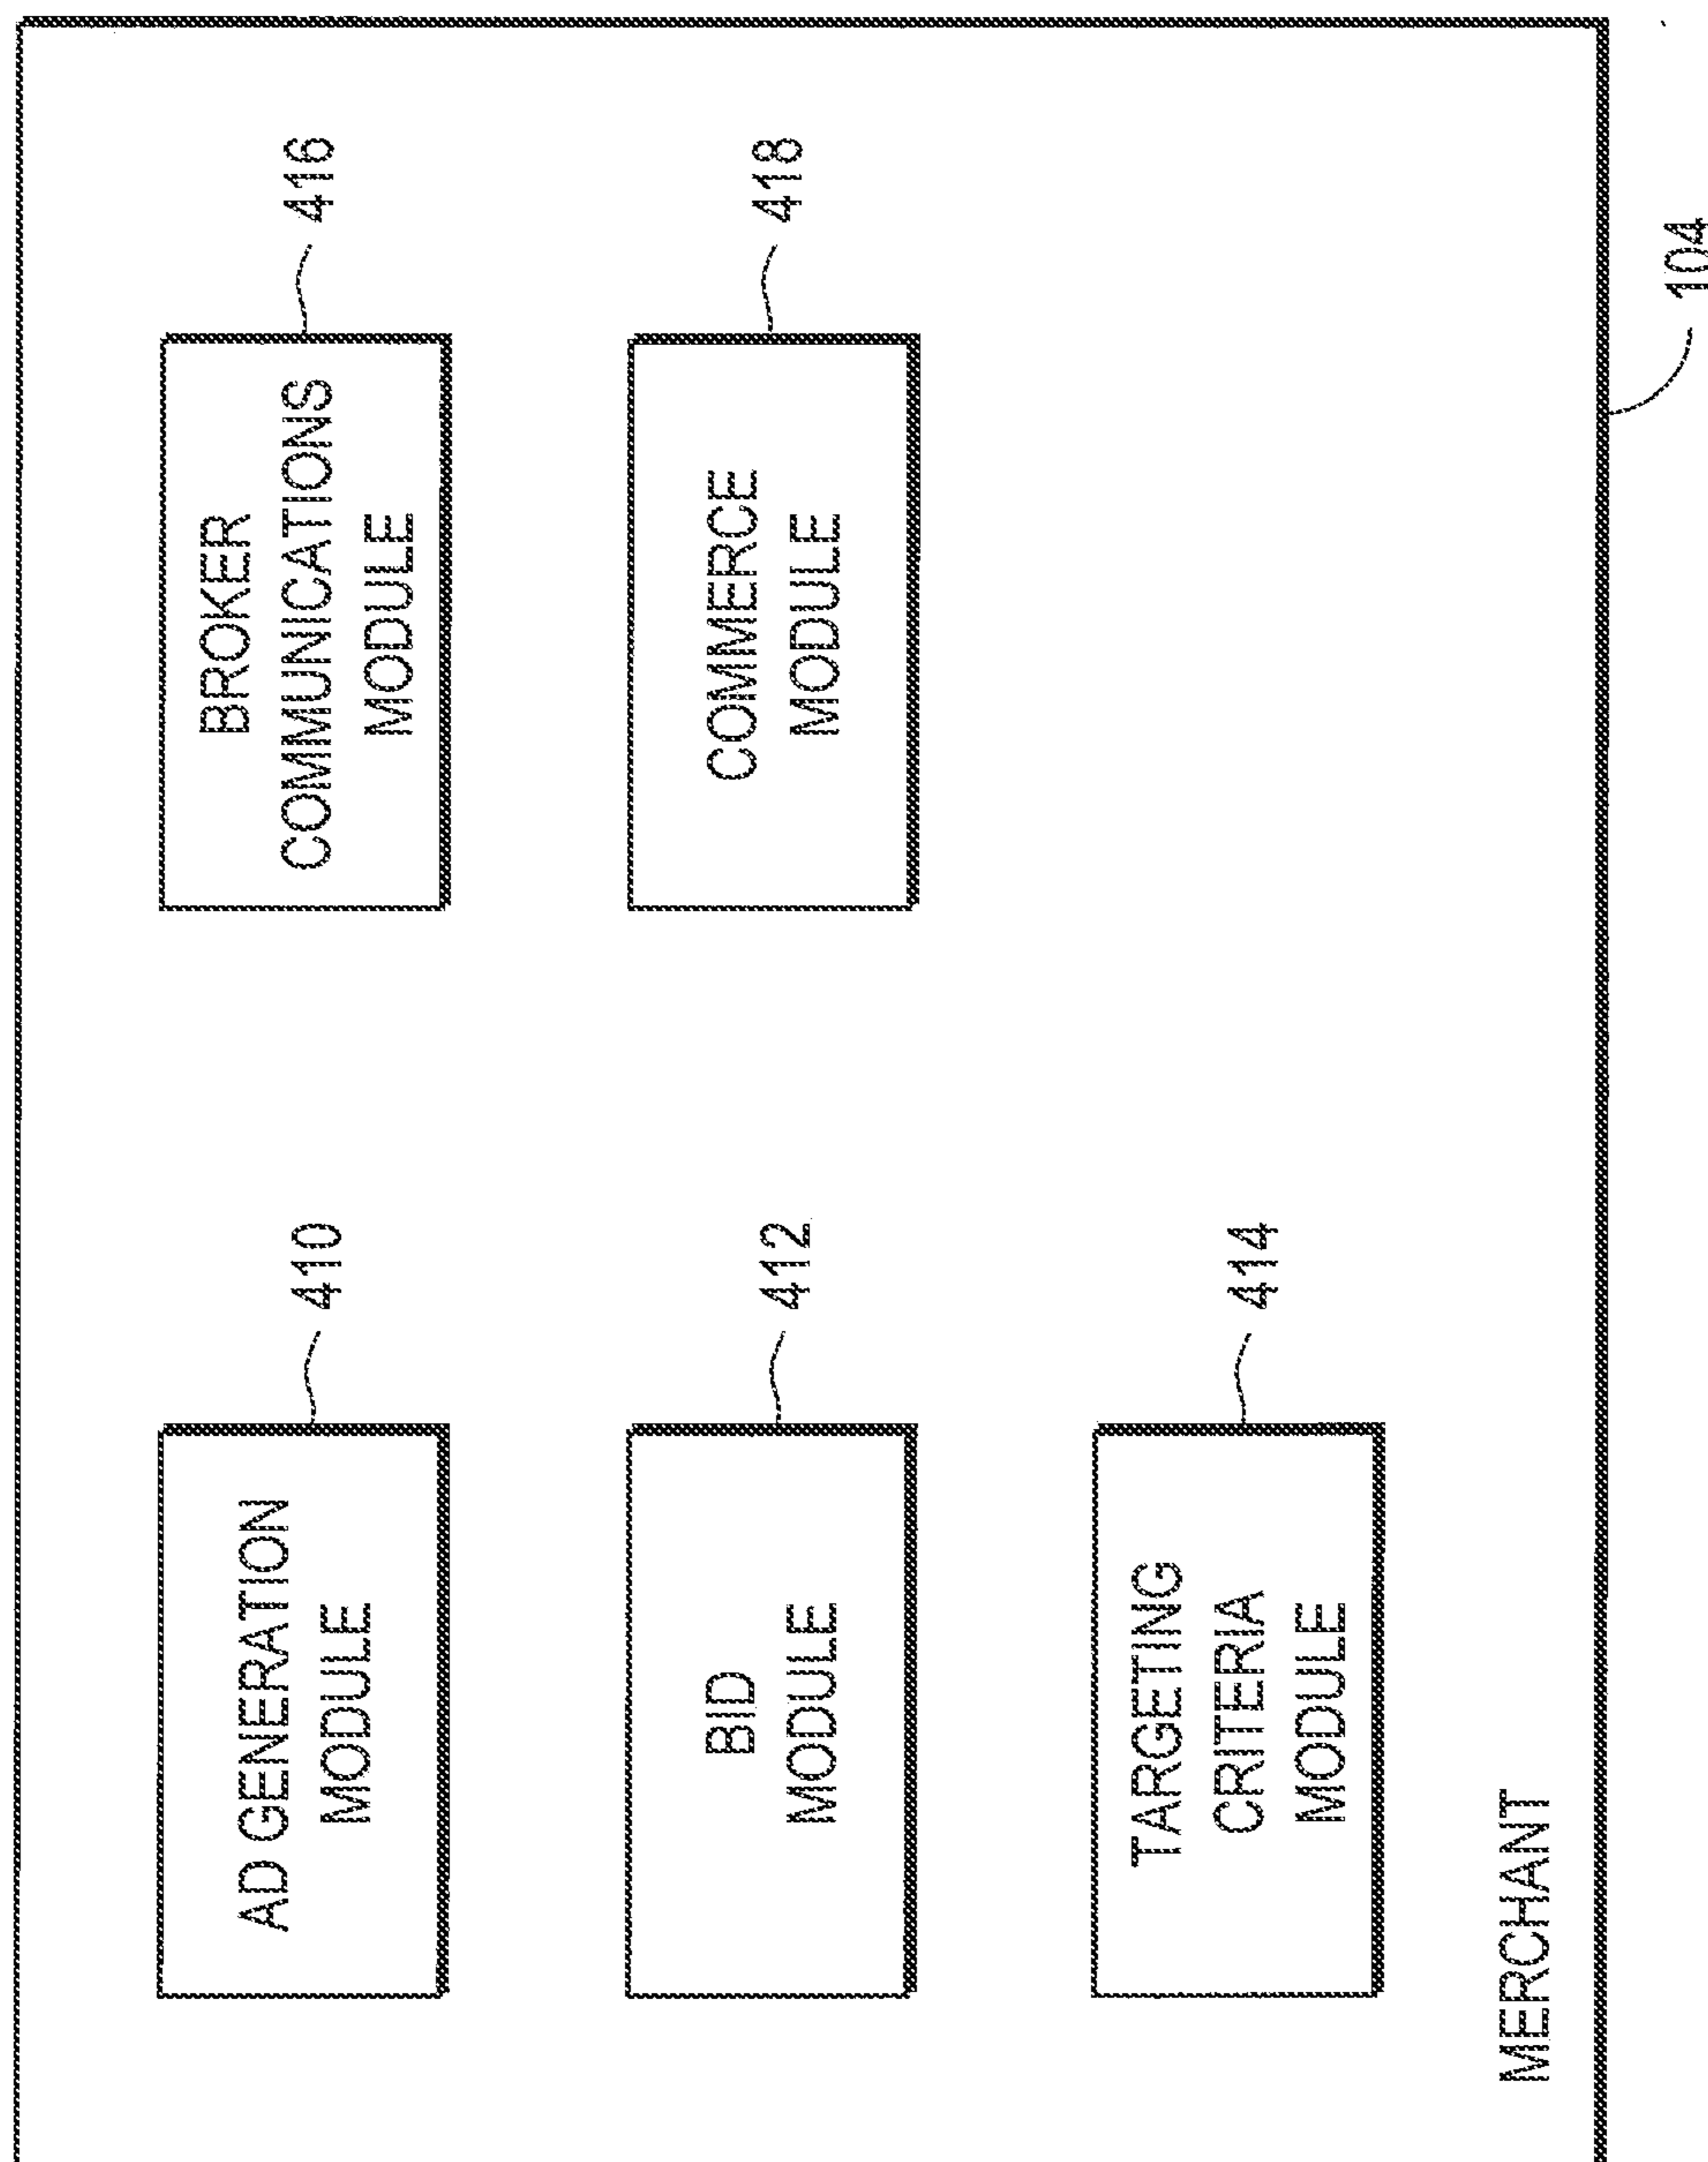 AD GENERATION
MODULE
410
BROKER
COMMUNICATIONS
MODULE
416
BID
MODULE
412
COMMERCE
MODULE
418
TARGETING
CRITERIA
MODULE
414
MERCHANT
104